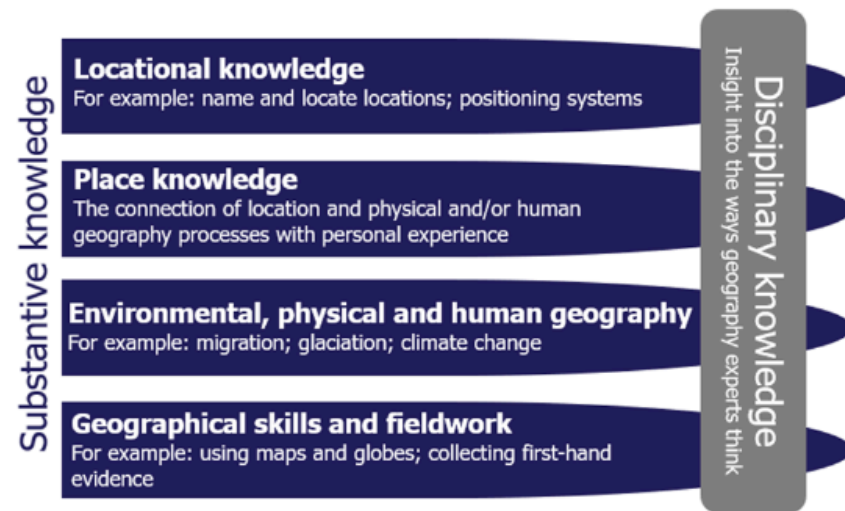 Substantive knowledge
Locational knowledge
For example: name and locate locations; positioning systems
Place knowledge
The connection of location and physical and/or human
geography processes with personal experience
Environmental, physical and human geography
For example: migration; glaciation; climate change
Geographical skills and fieldwork
For example: using maps and globes; collecting first-hand
evidence
Disciplinary knowledge
Insight into the ways geography experts think